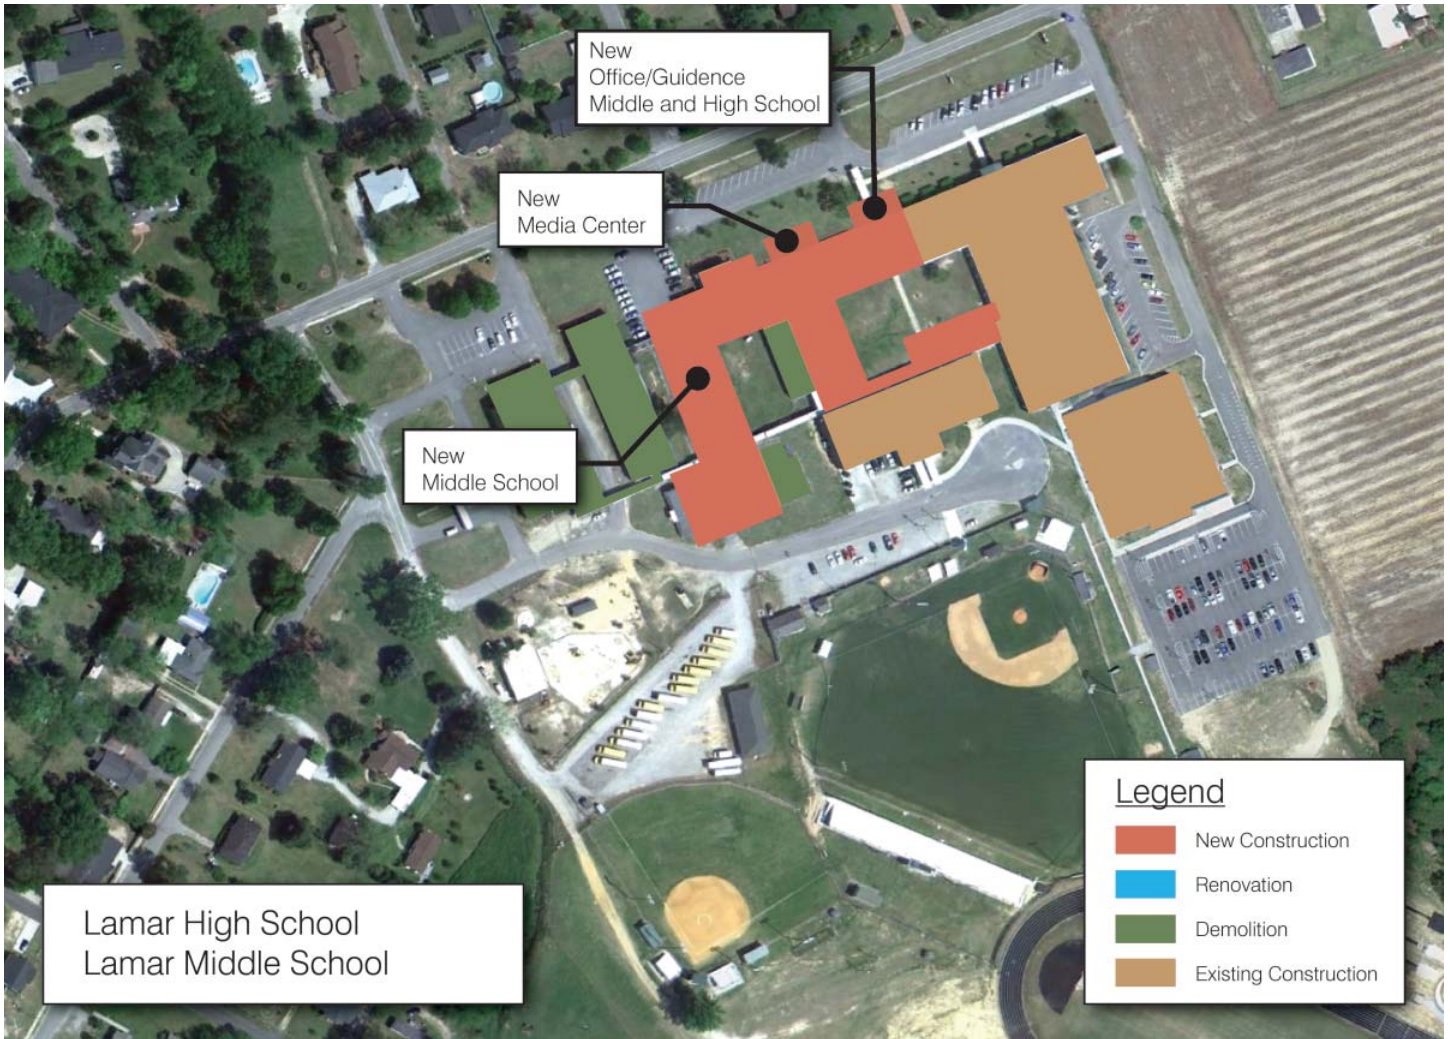 New
Office/Guidence
Middle and High School
New
Media Center
New
Middle School
Legend
New Construction
Renovation
Demolition
Existing Construction
Lamar High School
Lamar Middle School